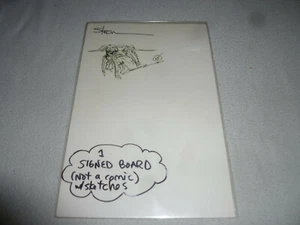 1
SIGNED BOARD
(not a comic)
w/sketches